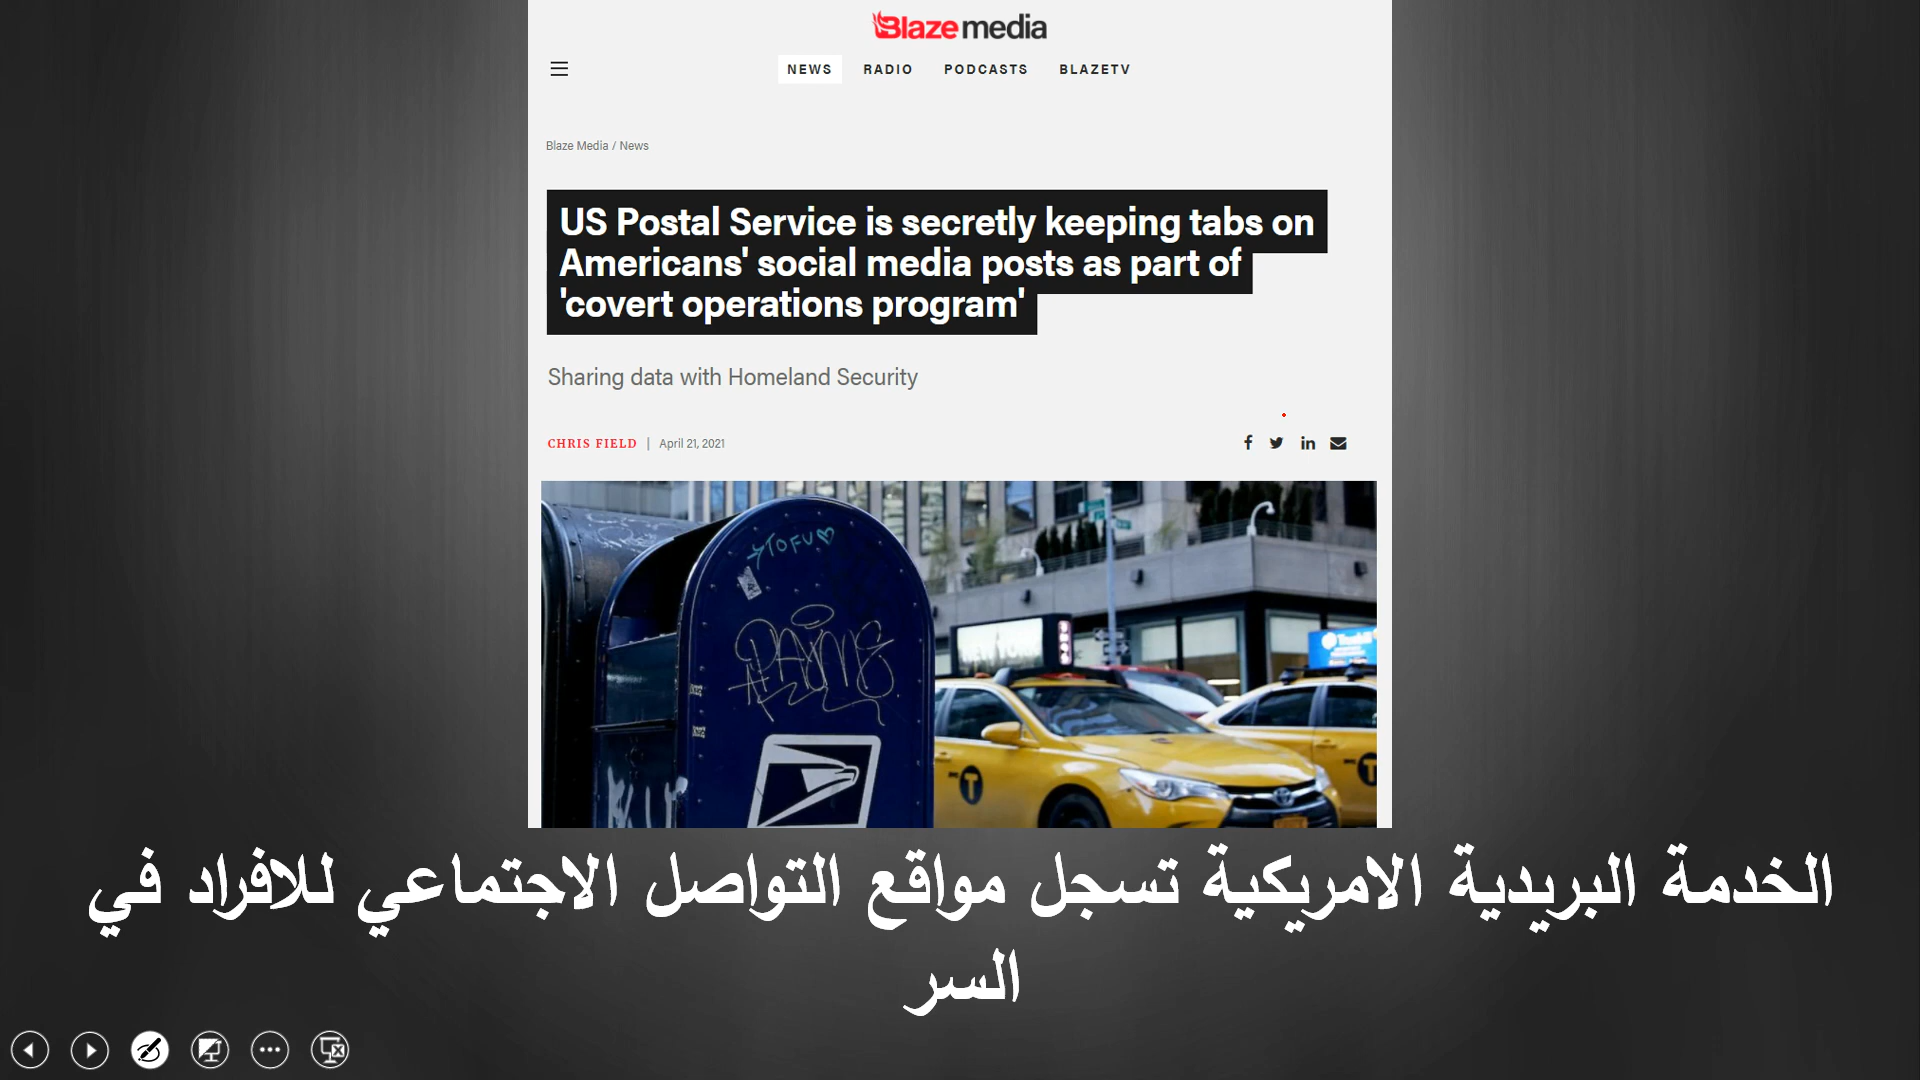 Blaze media
NEWS RADIO PODCASTS BLAZETV
Blaze Media / News
US Postal Service is secretly keeping tabs on
Americans' social media posts as part of
'covert operations program'
Sharing data with Homeland Security
CHRIS FIELD | April 21, 2021
TOFU
T
T
الخدمة البريدية الامريكية تسجل مواقع التواصل الاجتماعي للافراد في
السر